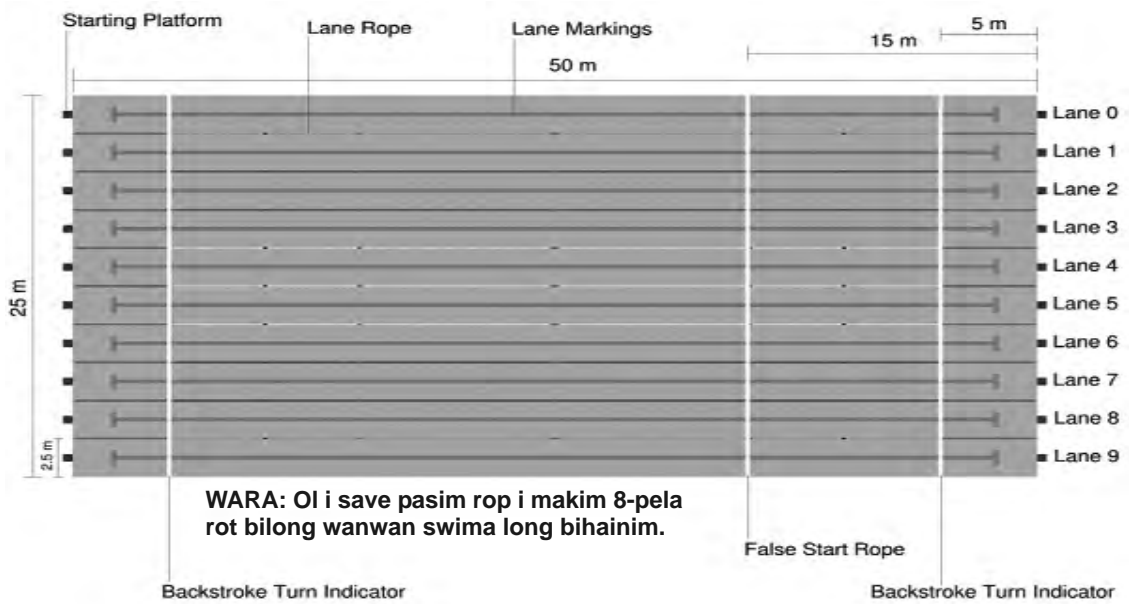 Starting Platform
Lane Rope
Lane Markings
5 m
15 m
50 m
25 m
2.5 m
Lane 0
Lane 1
Lane 2
Lane 3
Lane 4
Lane 5
Lane 6
Lane 7
Lane 8
Lane 9
WARA: Ol i save pasim rop i makim 8-pela
rot bilong wanwan swima long bihainim.
False Start Rope
Backstroke Turn Indicator
Backstroke Turn Indicator